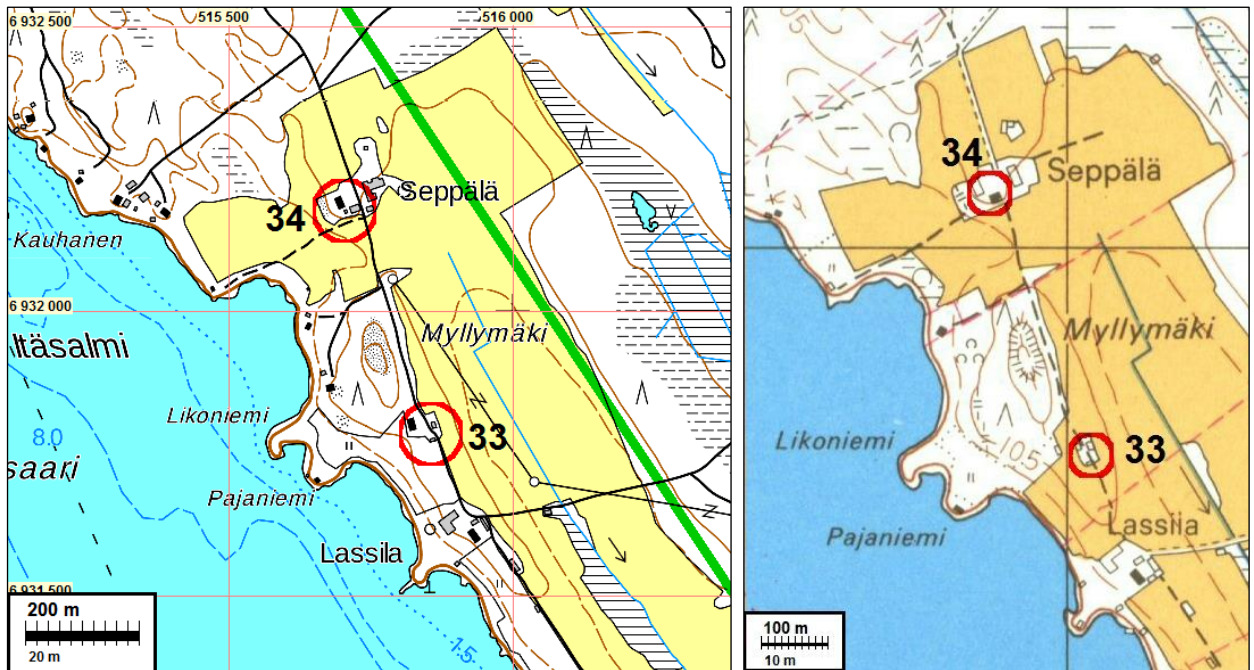 6 932 500
515 500
516 000
34
Seppälä
Kauhanen
6 932 000
Itäsalmi
Myllymäki
Likoniemi
8.0
33
saari
Pajaniemi
Lassila
6 931 500
200 m
20 m
1.5
105
34
Seppälä
Myllymäki
Likoniemi
105
33
Pajaniemi
Lassila
100 m
10 m